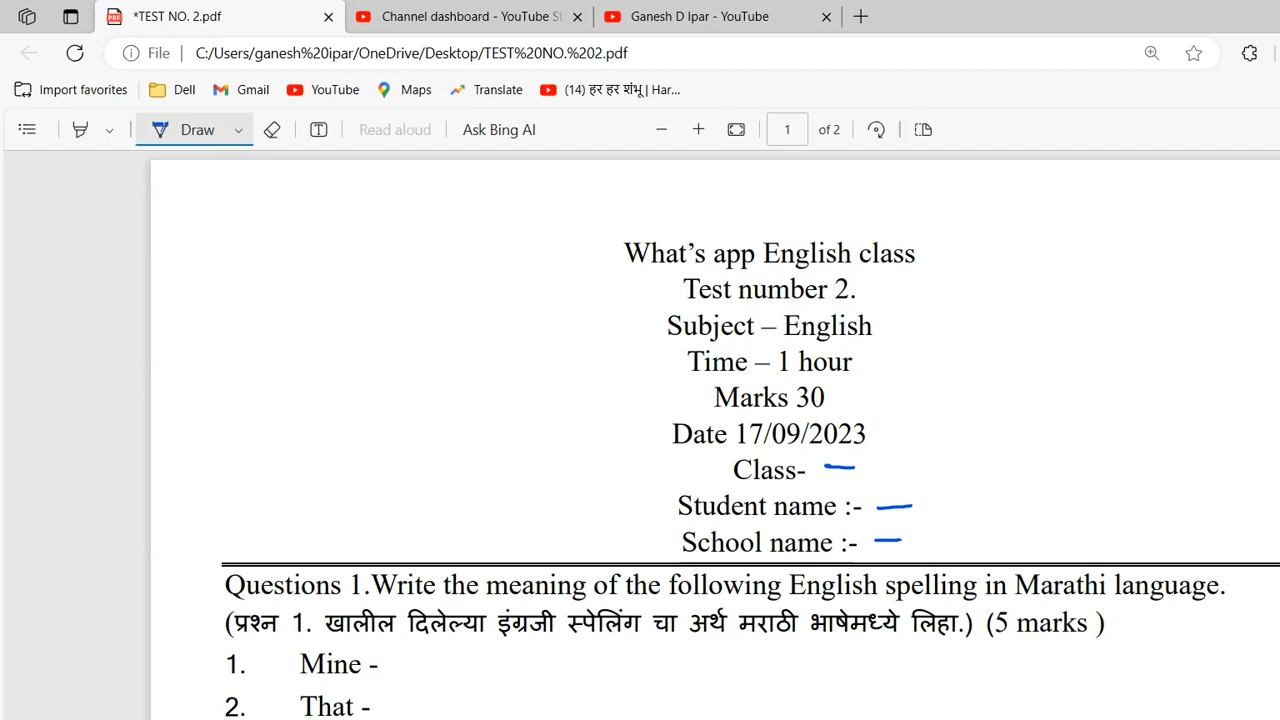 *TEST NO. 2.pdf
Channel dashboard - YouTube St
Ganesh D Ipar - YouTube
File
C:/Users/ganesh%20ipar/OneDrive/Desktop/TEST%20NO.%202.pdf
Import favorites
Dell
Gmail
YouTube
Maps
Translate
(14) हर हर शंभू | Har...
Draw
Read aloud
Ask Bing AI
1 of 2
What's app English class
Test number 2.
Subject – English
Time – 1 hour
Marks 30
Date 17/09/2023
Class-
Student name :-
School name :-
Questions 1.Write the meaning of the following English spelling in Marathi language.
(प्रश्न 1. खालील दिलेल्या इंग्रजी स्पेलिंग चा अर्थ मराठी भाषेमध्ये लिहा.) (5 marks )
1. Mine -
2. That -